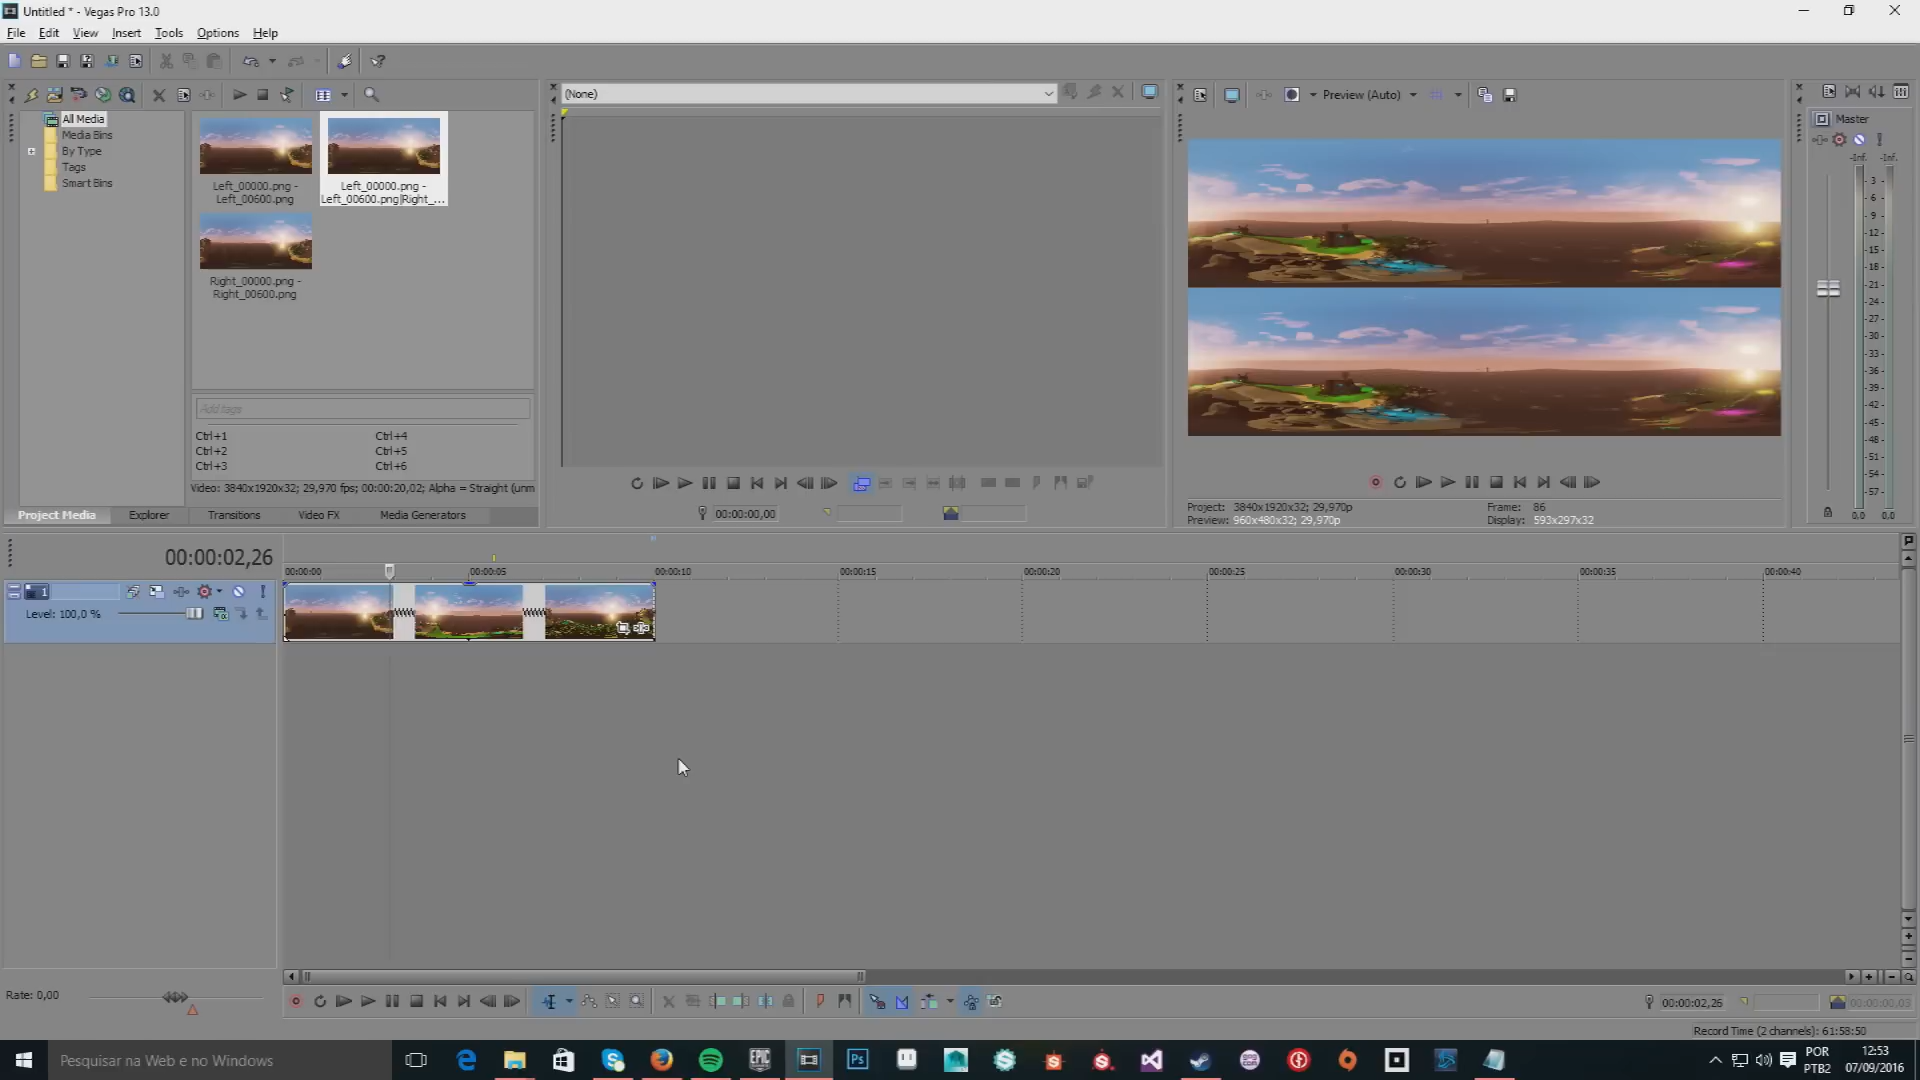 Untitled * - Vegas Pro 13.0
File Edit View Insert Tools Options Help
(None)
Preview (Auto)
All Media
Media Bins
By Type
Tags
Smart Bins
Left_00000.png -
Left_00600.png
Left_00000.png -
Left_00600.png|Right_...
Right_00000.png -
Right_00600.png
Add tags
Ctrl+1 Ctrl+4
Ctrl+2 Ctrl+5
Ctrl+3 Ctrl+6
Video: 3840x1920x32; 29,970 fps; 00:00:20,02; Alpha = Straight (unm
Project Media Explorer Transitions Video FX Media Generators
00:00:00,00
Project: 3840x1920x32; 29,970p
Preview: 960x480x32; 29,970p
Frame: 86
Display: 593x297x32
Master
-Inf. -Inf.
- 3 -
- 6 -
- 9 -
- 12 -
- 15 -
- 18 -
- 21 -
- 24 -
- 27 -
- 30 -
- 33 -
- 36 -
- 39 -
- 42 -
- 45 -
- 48 -
- 51 -
- 54 -
- 57 -
0,0 0,0
00:00:02,26
00:00:00 00:00:05 00:00:10 00:00:15 00:00:20 00:00:25 00:00:30 00:00:35 00:00:40
1
Level: 100,0 %
Rate: 0,00
00:00:02,26
00:00:00,03
Record Time (2 channels): 61:58:50
Pesquisar na Web e no Windows
EPIC
Ps
gog.com
POR
PTB2
12:53
07/09/2016